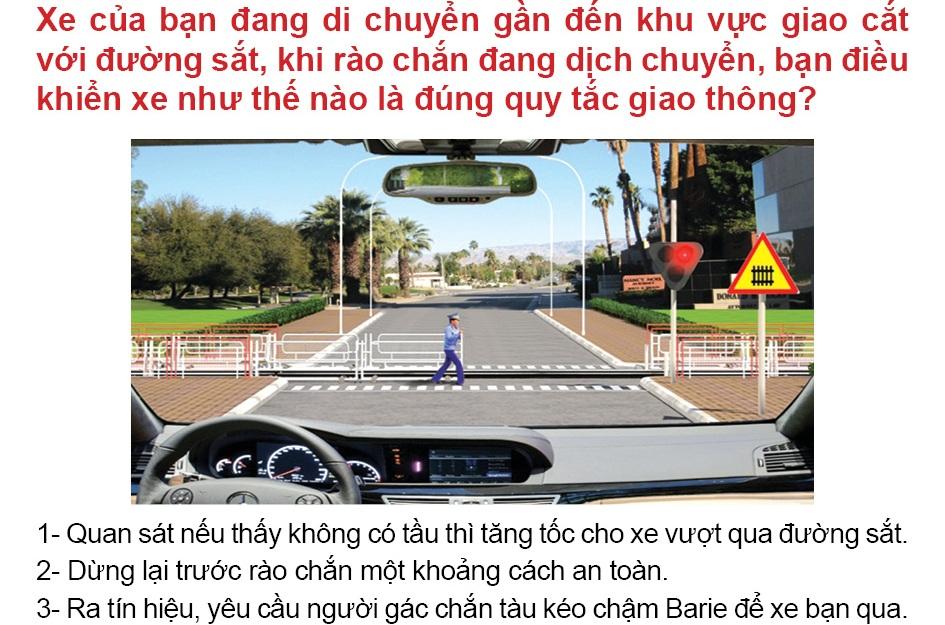 Xe của bạn đang di chuyển gần đến khu vực giao cắt
với đường sắt, khi rào chắn đang dịch chuyển, bạn điều
khiển xe như thế nào là đúng quy tắc giao thông?
1- Quan sát nếu thấy không có tầu thì tăng tốc cho xe vượt qua đường sắt.
2- Dừng lại trước rào chắn một khoảng cách an toàn.
3- Ra tín hiệu, yêu cầu người gác chắn tàu kéo chậm Barie để xe bạn qua.